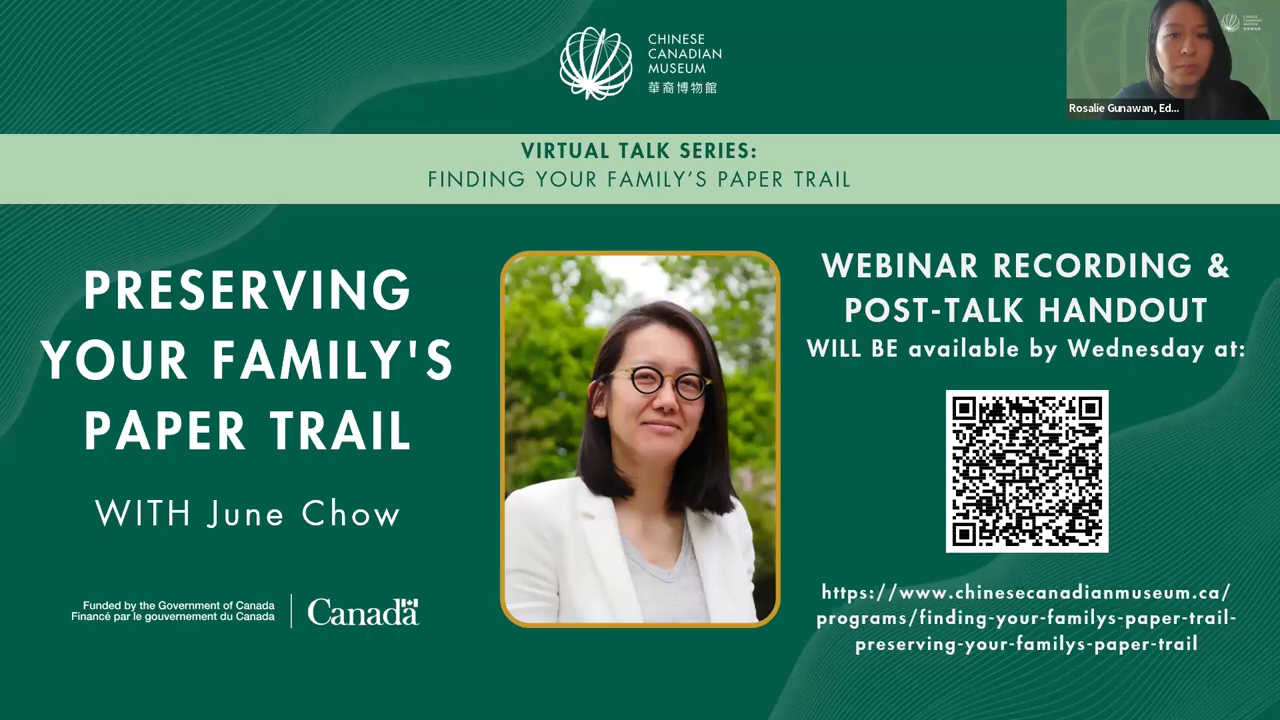 CHINESE
CANADIAN
MUSEUM
華裔博物館
Rosalie Gunawan, Ed...
VIRTUAL TALK SERIES:
FINDING YOUR FAMILY'S PAPER TRAIL
PRESERVING
YOUR FAMILY'S
PAPER TRAIL
WITH June Chow
Funded by the Government of Canada
Financé par le gouvernement du Canada
Canada
WEBINAR RECORDING &
POST-TALK HANDOUT
WILL BE available by Wednesday at:
https://www.chinesecanadianmuseum.ca/
programs/finding-your-familys-paper-trail-
preserving-your-familys-paper-trail